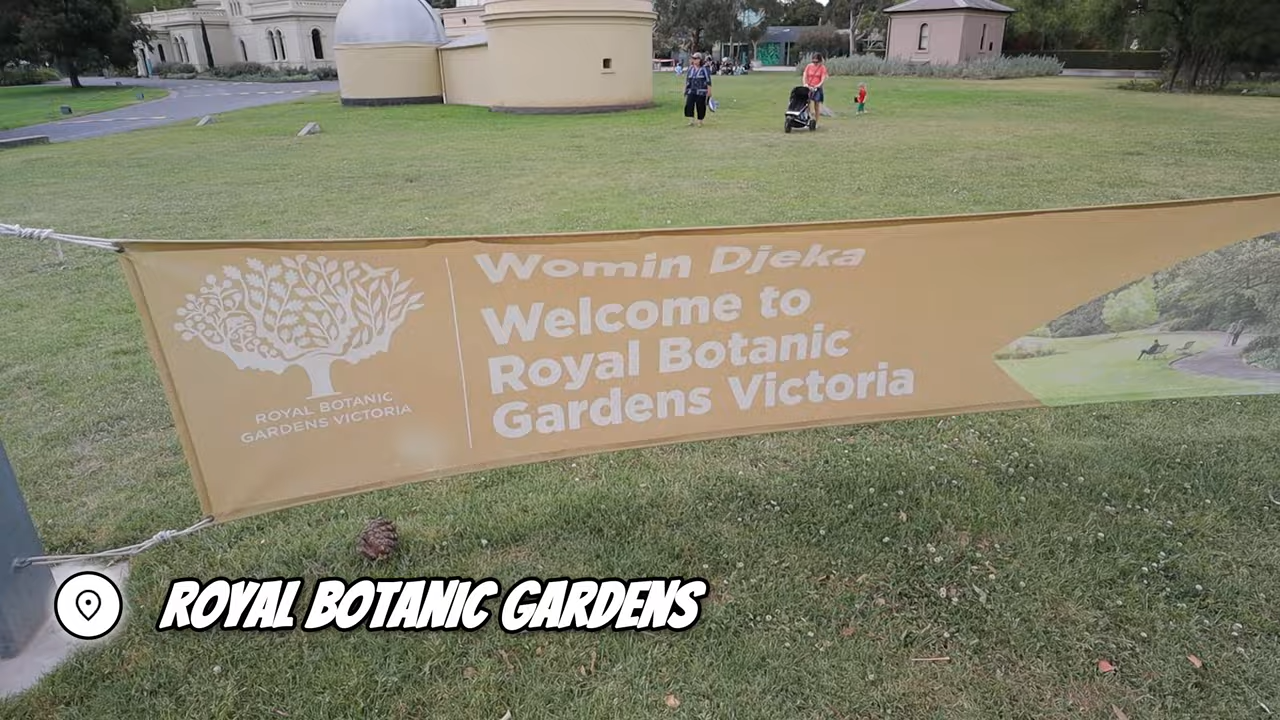 Womin Djeka
Welcome to
Royal Botanic
Gardens Victoria
ROYAL BOTANIC
GARDENS VICTORIA
ROYAL BOTANIC GARDENS